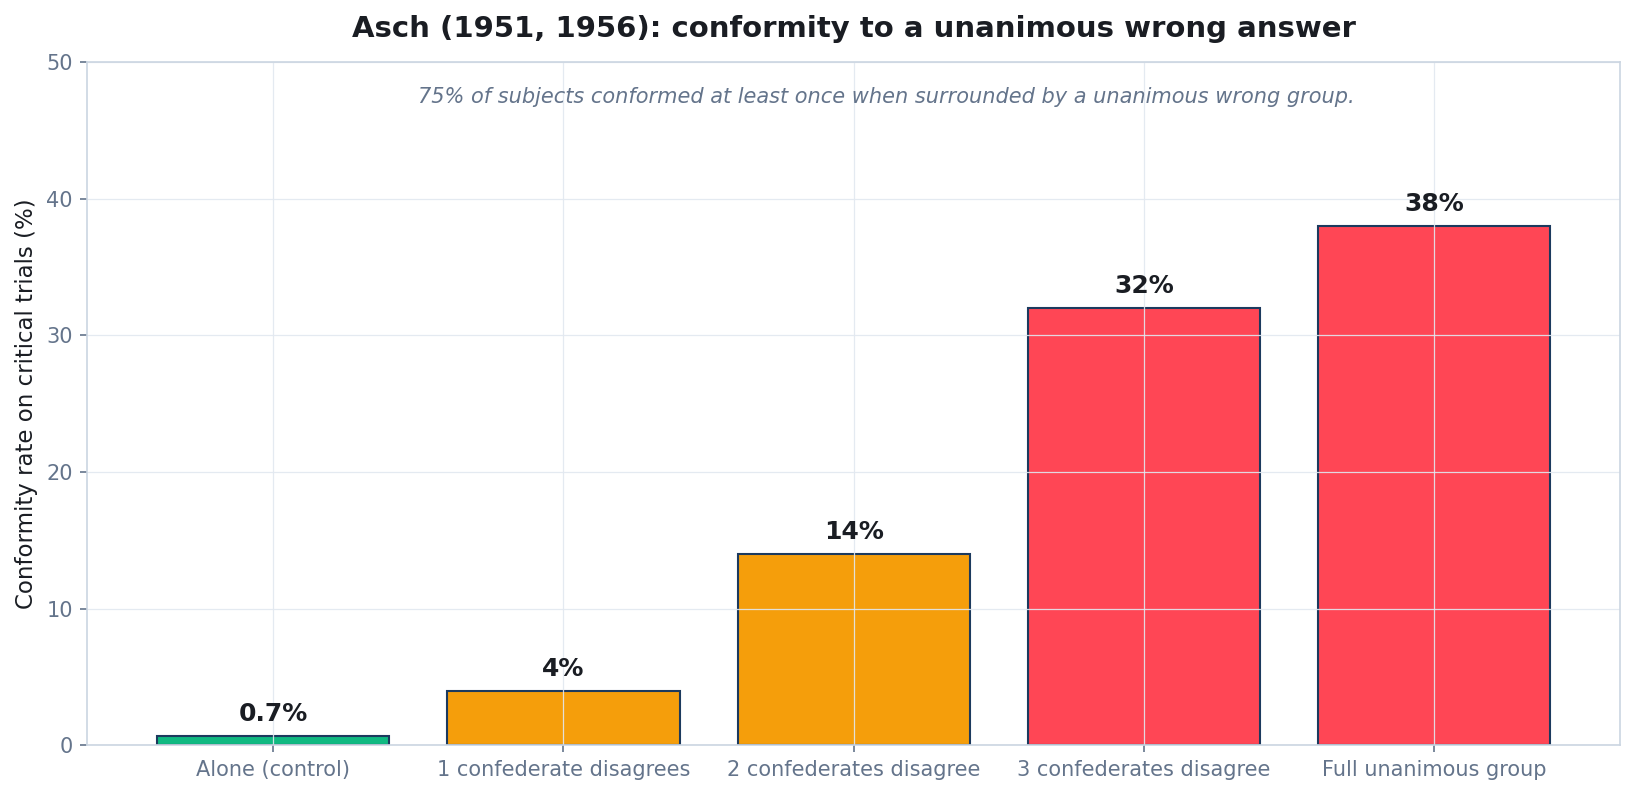 Asch (1951, 1956): conformity to a unanimous wrong answer
75% of subjects conformed at least once when surrounded by a unanimous wrong group.
Conformity rate on critical trials (%)
50
40
30
20
10
0
0.7%
4%
14%
32%
38%
Alone (control)
1 confederate disagrees
2 confederates disagree
3 confederates disagree
Full unanimous group